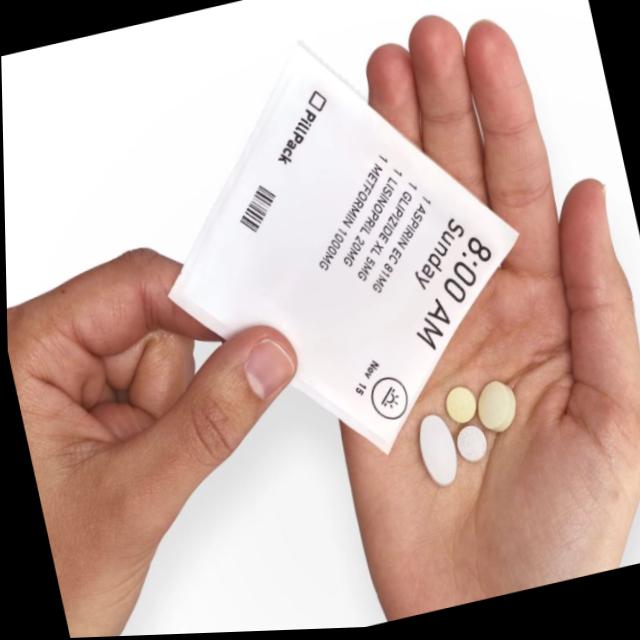 8:00 AM
Sunday
Nov 15
1 ASPIRIN EC 81MG
1 GLIPIZIDE XL 5MG
1 LISINOPRIL 20MG
1 METFORMIN 1000MG
PillPack